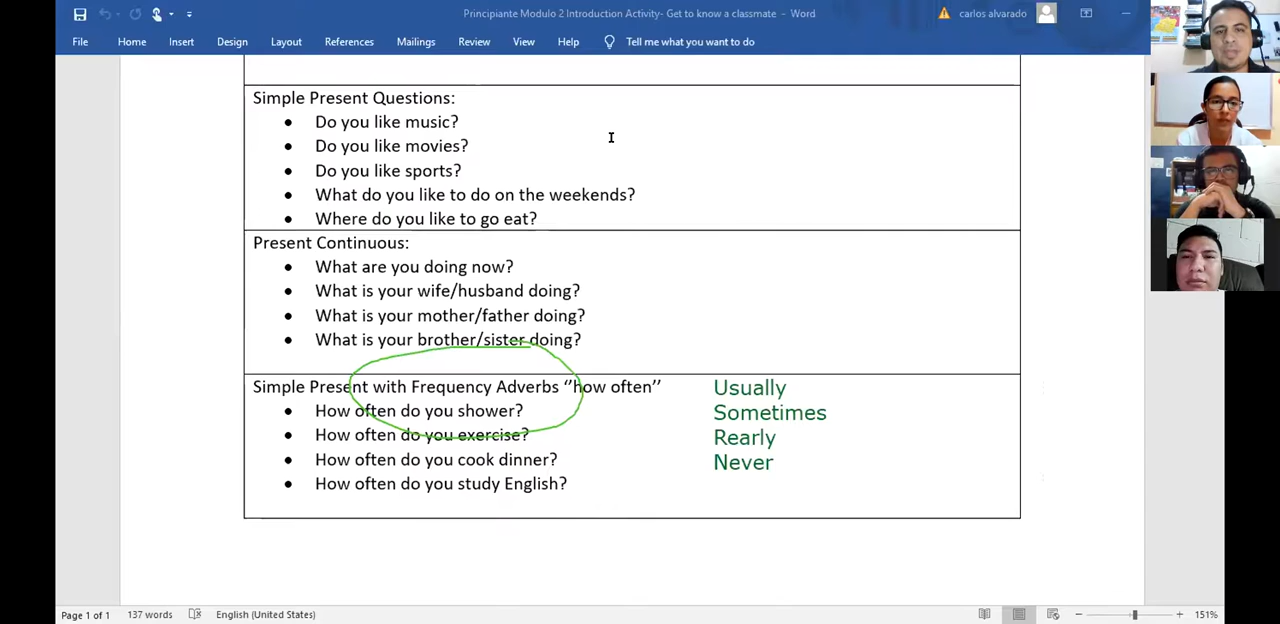 Principiante Modulo 2 Introduction Activity- Get to know a classmate - Word
carlos alvarado
File Home Insert Design Layout References Mailings Review View Help Tell me what you want to do
Simple Present Questions:
Do you like music?
Do you like movies?
Do you like sports?
What do you like to do on the weekends?
Where do you like to go eat?
Present Continuous:
What are you doing now?
What is your wife/husband doing?
What is your mother/father doing?
What is your brother/sister doing?
Simple Present with Frequency Adverbs ‘’how often’’
How often do you shower?
How often do you exercise?
How often do you cook dinner?
How often do you study English?
Usually
Sometimes
Rearly
Never
Page 1 of 1 137 words English (United States) 151%